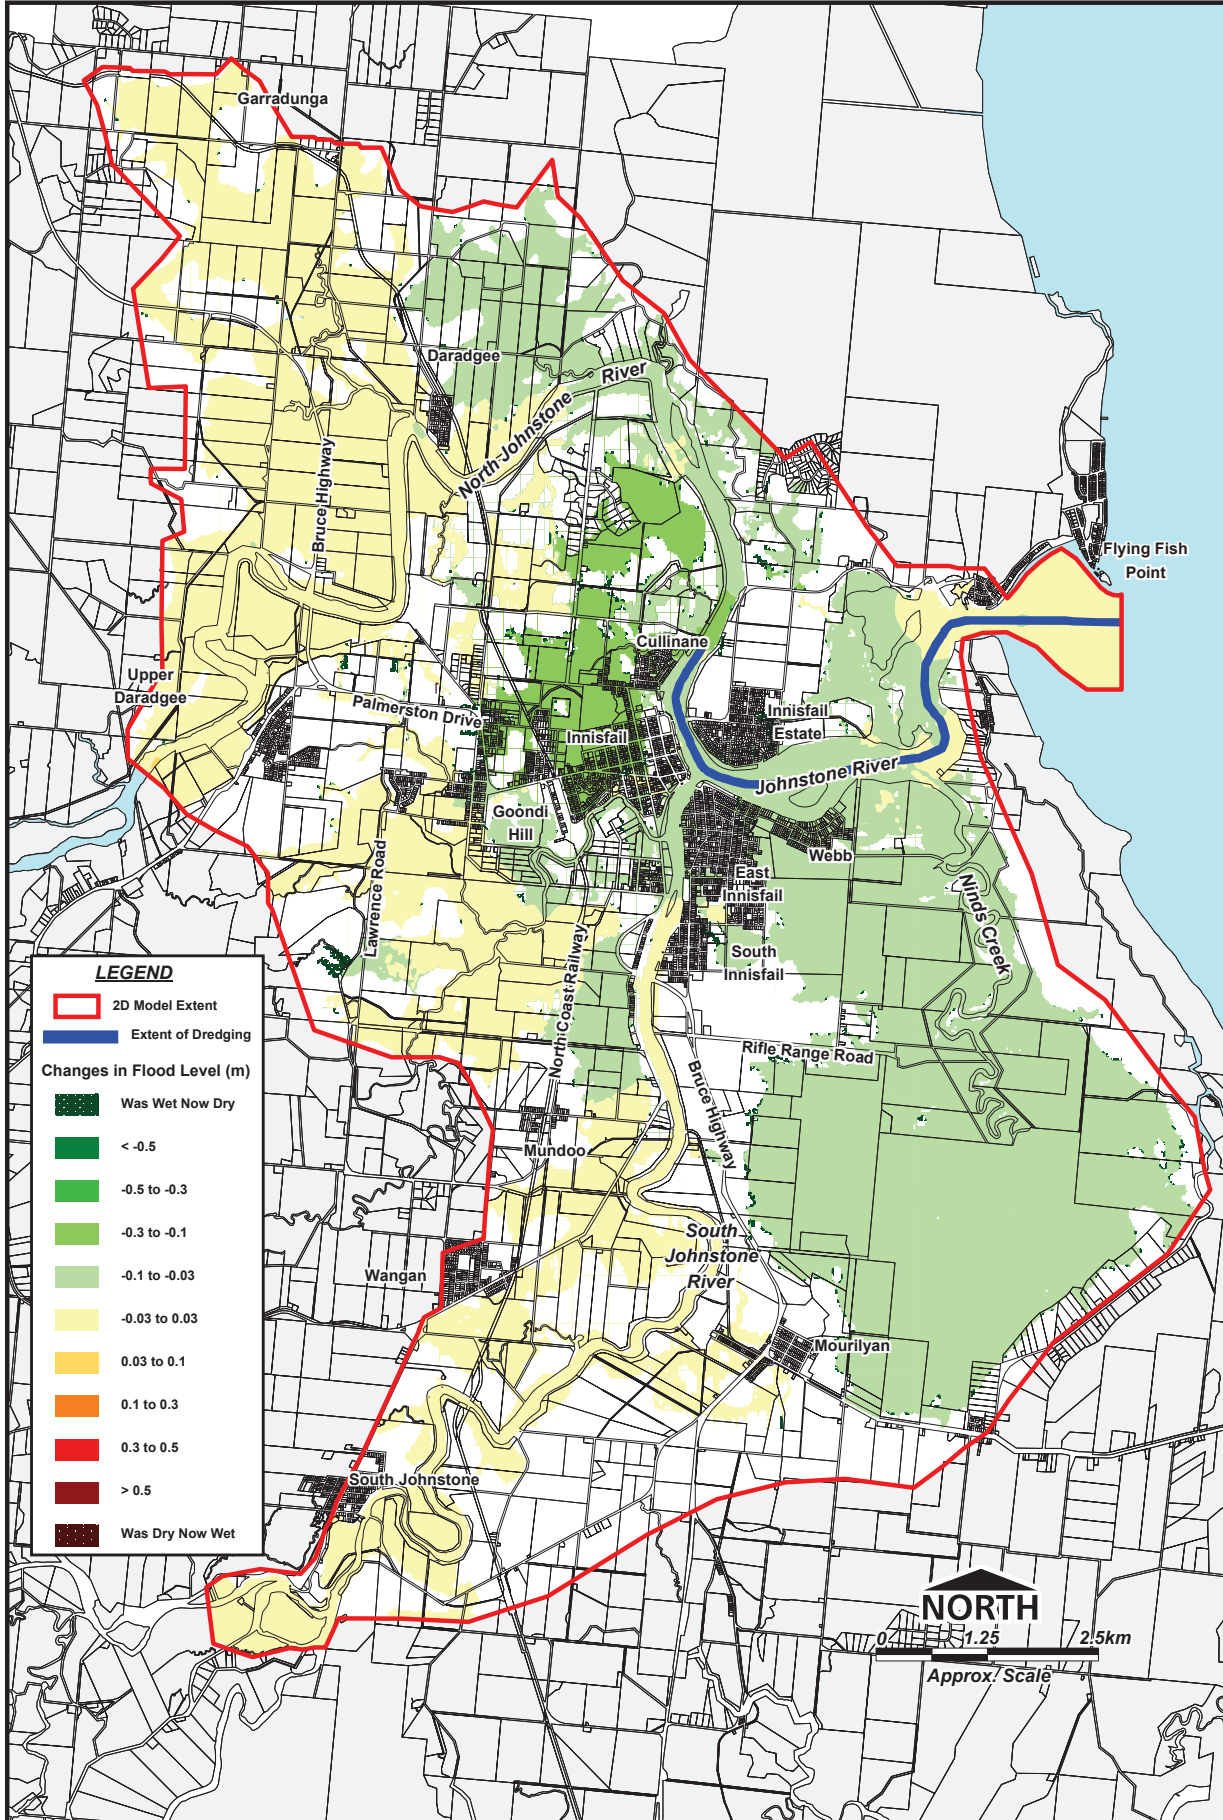 Garradunga
Daradgee
River
North Johnstone
Bruce Highway
Flying Fish
Point
Cullinane
Upper
Daradgee
Palmerston Drive
Innisfail
Estate
Innisfail
Johnstone River
Goondi
Hill
Webb
East
Innisfail
Lawrence Road
Ninds Creek
South
Innisfail
North Coast Railway
Rifle Range Road
Bruce Highway
Mundoo
South
Johnstone
River
Wangan
Mourilyan
South Johnstone
LEGEND
2D Model Extent
Extent of Dredging
Changes in Flood Level (m)
Was Wet Now Dry
< -0.5
-0.5 to -0.3
-0.3 to -0.1
-0.1 to -0.03
-0.03 to 0.03
0.03 to 0.1
0.1 to 0.3
0.3 to 0.5
> 0.5
Was Dry Now Wet
NORTH
0 1.25 2.5km
Approx. Scale